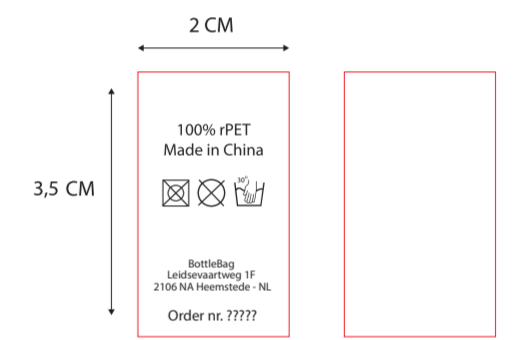 2 CM
3,5 CM
100% rPET
Made in China
30°
BottleBag
Leidsevaartweg 1F
2106 NA Heemstede - NL
Order nr. ?????